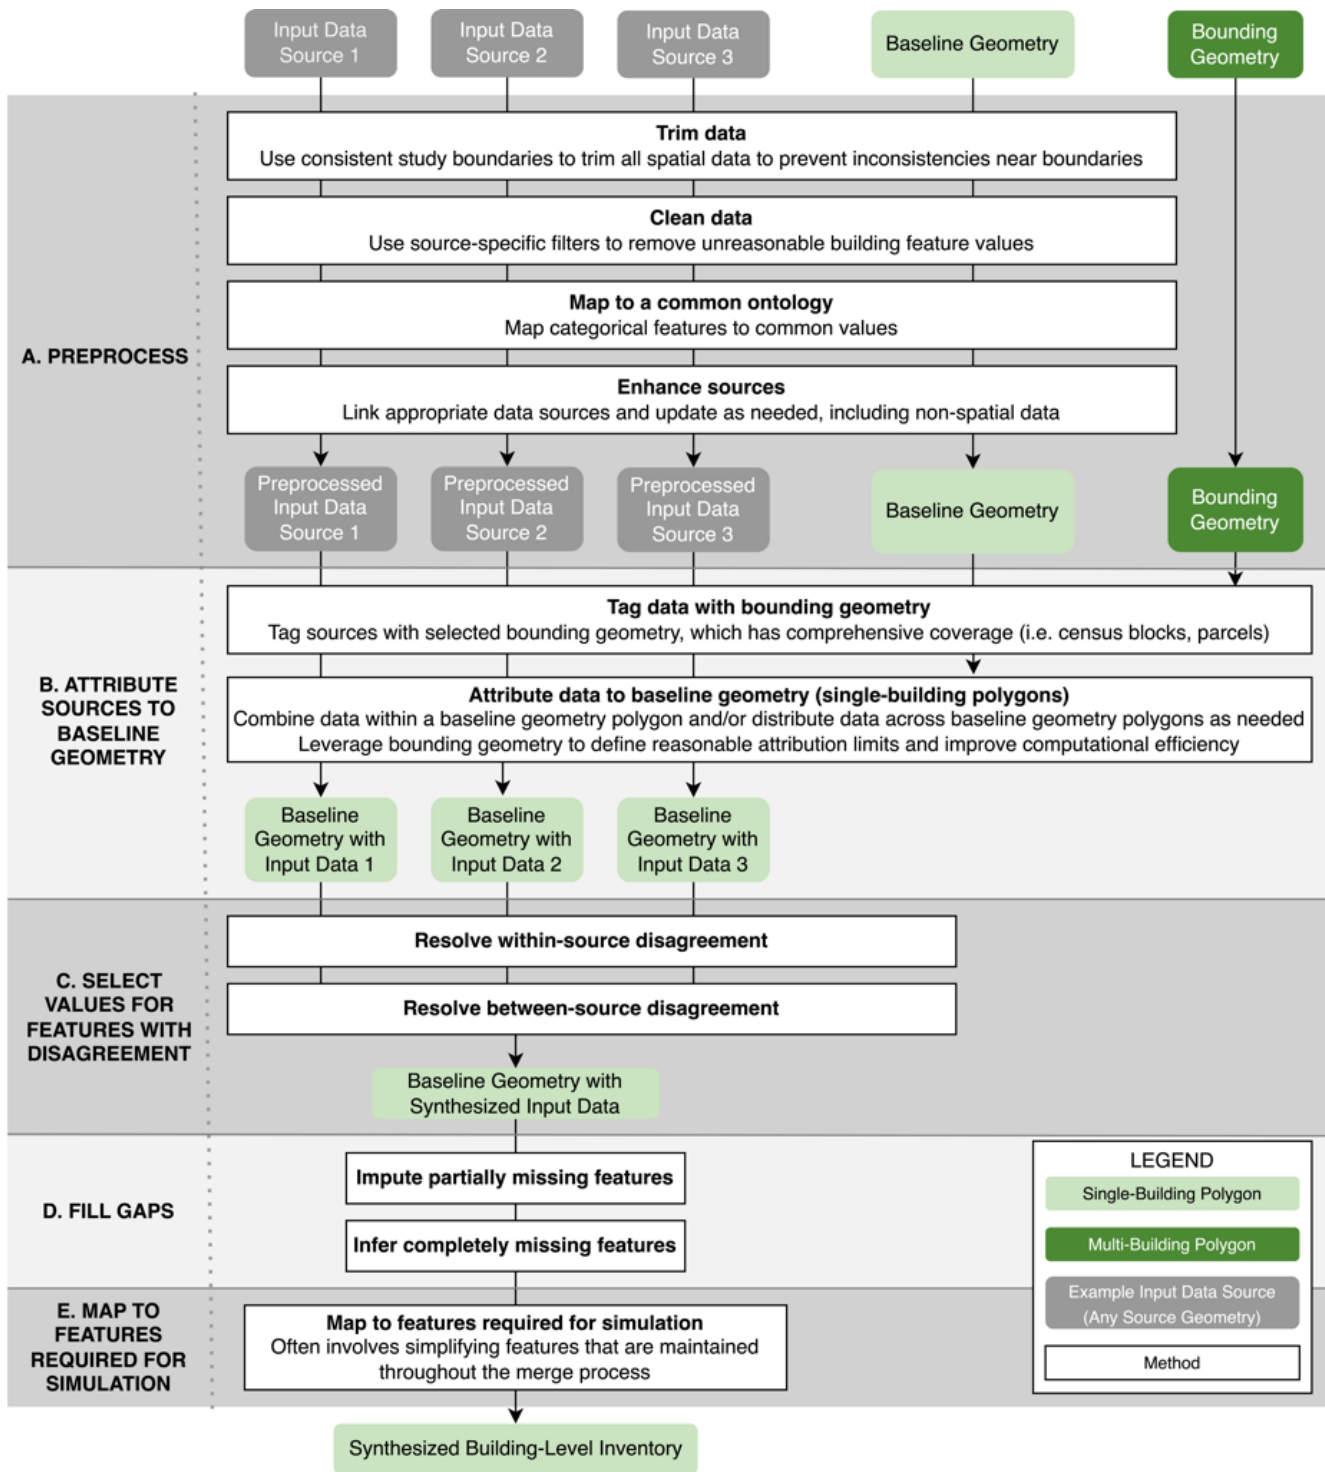 Input Data
Source 1
Input Data
Source 2
Input Data
Source 3
Baseline Geometry
Bounding
Geometry
A. PREPROCESS
Trim data
Use consistent study boundaries to trim all spatial data to prevent inconsistencies near boundaries
Clean data
Use source-specific filters to remove unreasonable building feature values
Map to a common ontology
Map categorical features to common values
Enhance sources
Link appropriate data sources and update as needed, including non-spatial data
Preprocessed
Input Data
Source 1
Preprocessed
Input Data
Source 2
Preprocessed
Input Data
Source 3
Baseline Geometry
Bounding
Geometry
B. ATTRIBUTE
SOURCES TO
BASELINE
GEOMETRY
Tag data with bounding geometry
Tag sources with selected bounding geometry, which has comprehensive coverage (i.e. census blocks, parcels)
Attribute data to baseline geometry (single-building polygons)
Combine data within a baseline geometry polygon and/or distribute data across baseline geometry polygons as needed
Leverage bounding geometry to define reasonable attribution limits and improve computational efficiency
Baseline
Geometry with
Input Data 1
Baseline
Geometry with
Input Data 2
Baseline
Geometry with
Input Data 3
C. SELECT
VALUES FOR
FEATURES WITH
DISAGREEMENT
Resolve within-source disagreement
Resolve between-source disagreement
Baseline Geometry with
Synthesized Input Data
D. FILL GAPS
Impute partially missing features
Infer completely missing features
E. MAP TO
FEATURES
REQUIRED FOR
SIMULATION
Map to features required for simulation
Often involves simplifying features that are maintained
throughout the merge process
Synthesized Building-Level Inventory
LEGEND
Single-Building Polygon
Multi-Building Polygon
Example Input Data Source
(Any Source Geometry)
Method